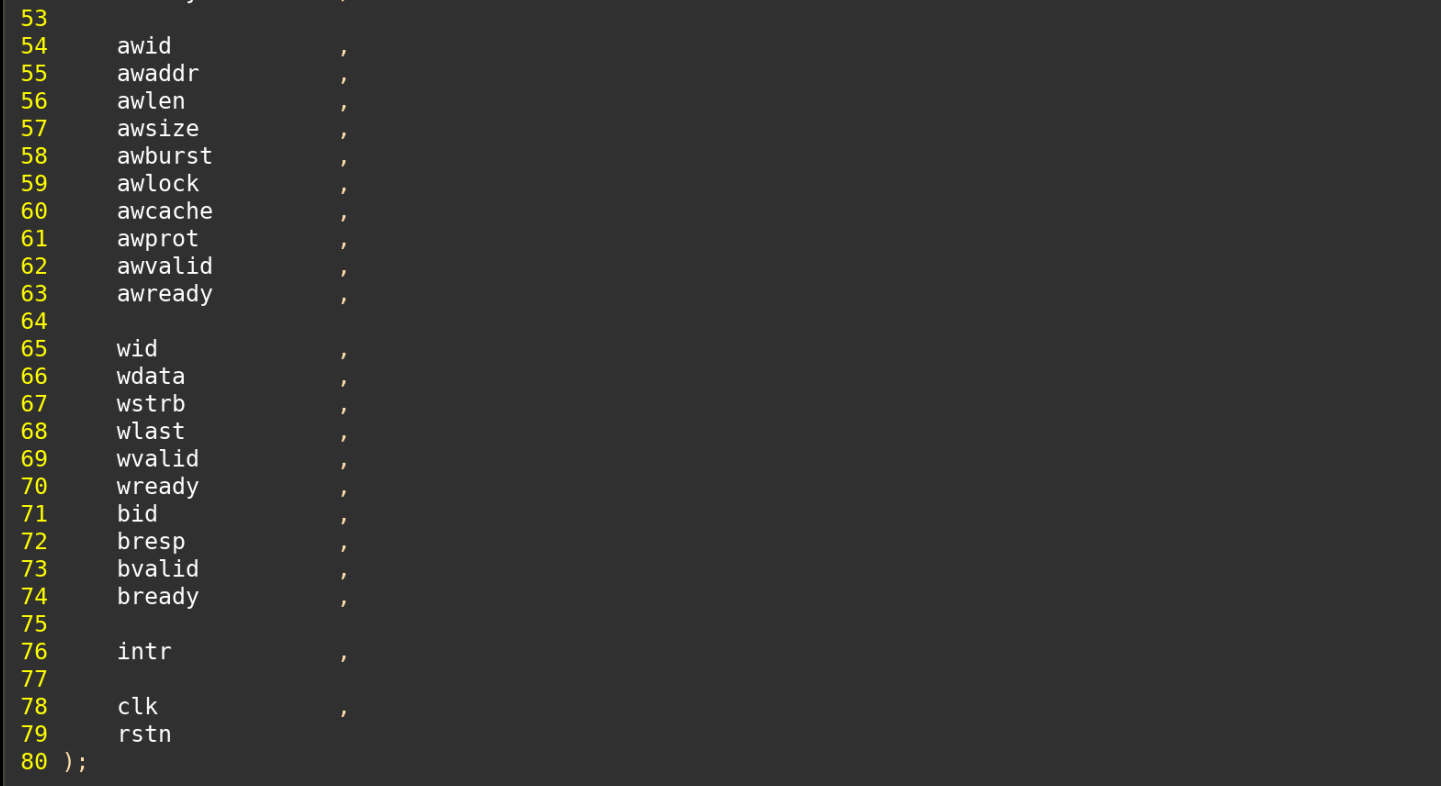 53
54 awid ,
55 awaddr ,
56 awlen ,
57 awsize ,
58 awburst ,
59 awlock ,
60 awcache ,
61 awprot ,
62 awvalid ,
63 awready ,
64
65 wid ,
66 wdata ,
67 wstrb ,
68 wlast ,
69 wvalid ,
70 wready ,
71 bid ,
72 bresp ,
73 bvalid ,
74 bready ,
75
76 intr ,
77
78 clk ,
79 rstn
80 );